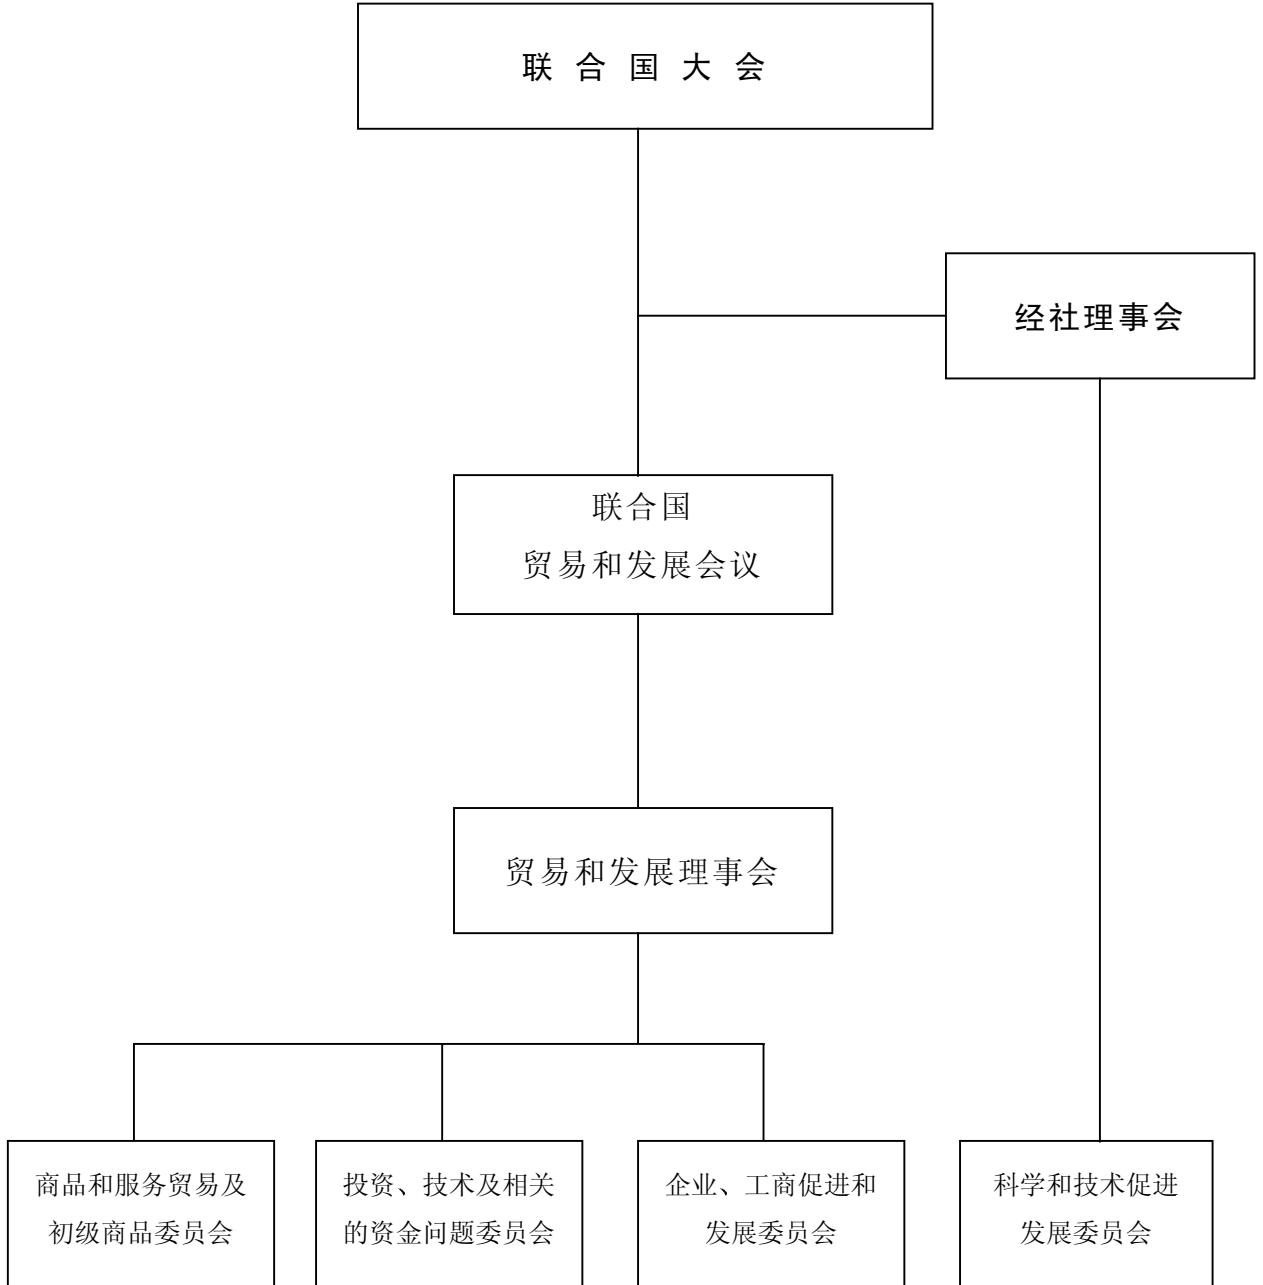 联合国大会
经社理事会
联合国
贸易和发展会议
贸易和发展理事会
商品和服务贸易及
初级商品委员会
投资、技术及相关
的资金问题委员会
企业、工商促进和
发展委员会
科学和技术促进
发展委员会